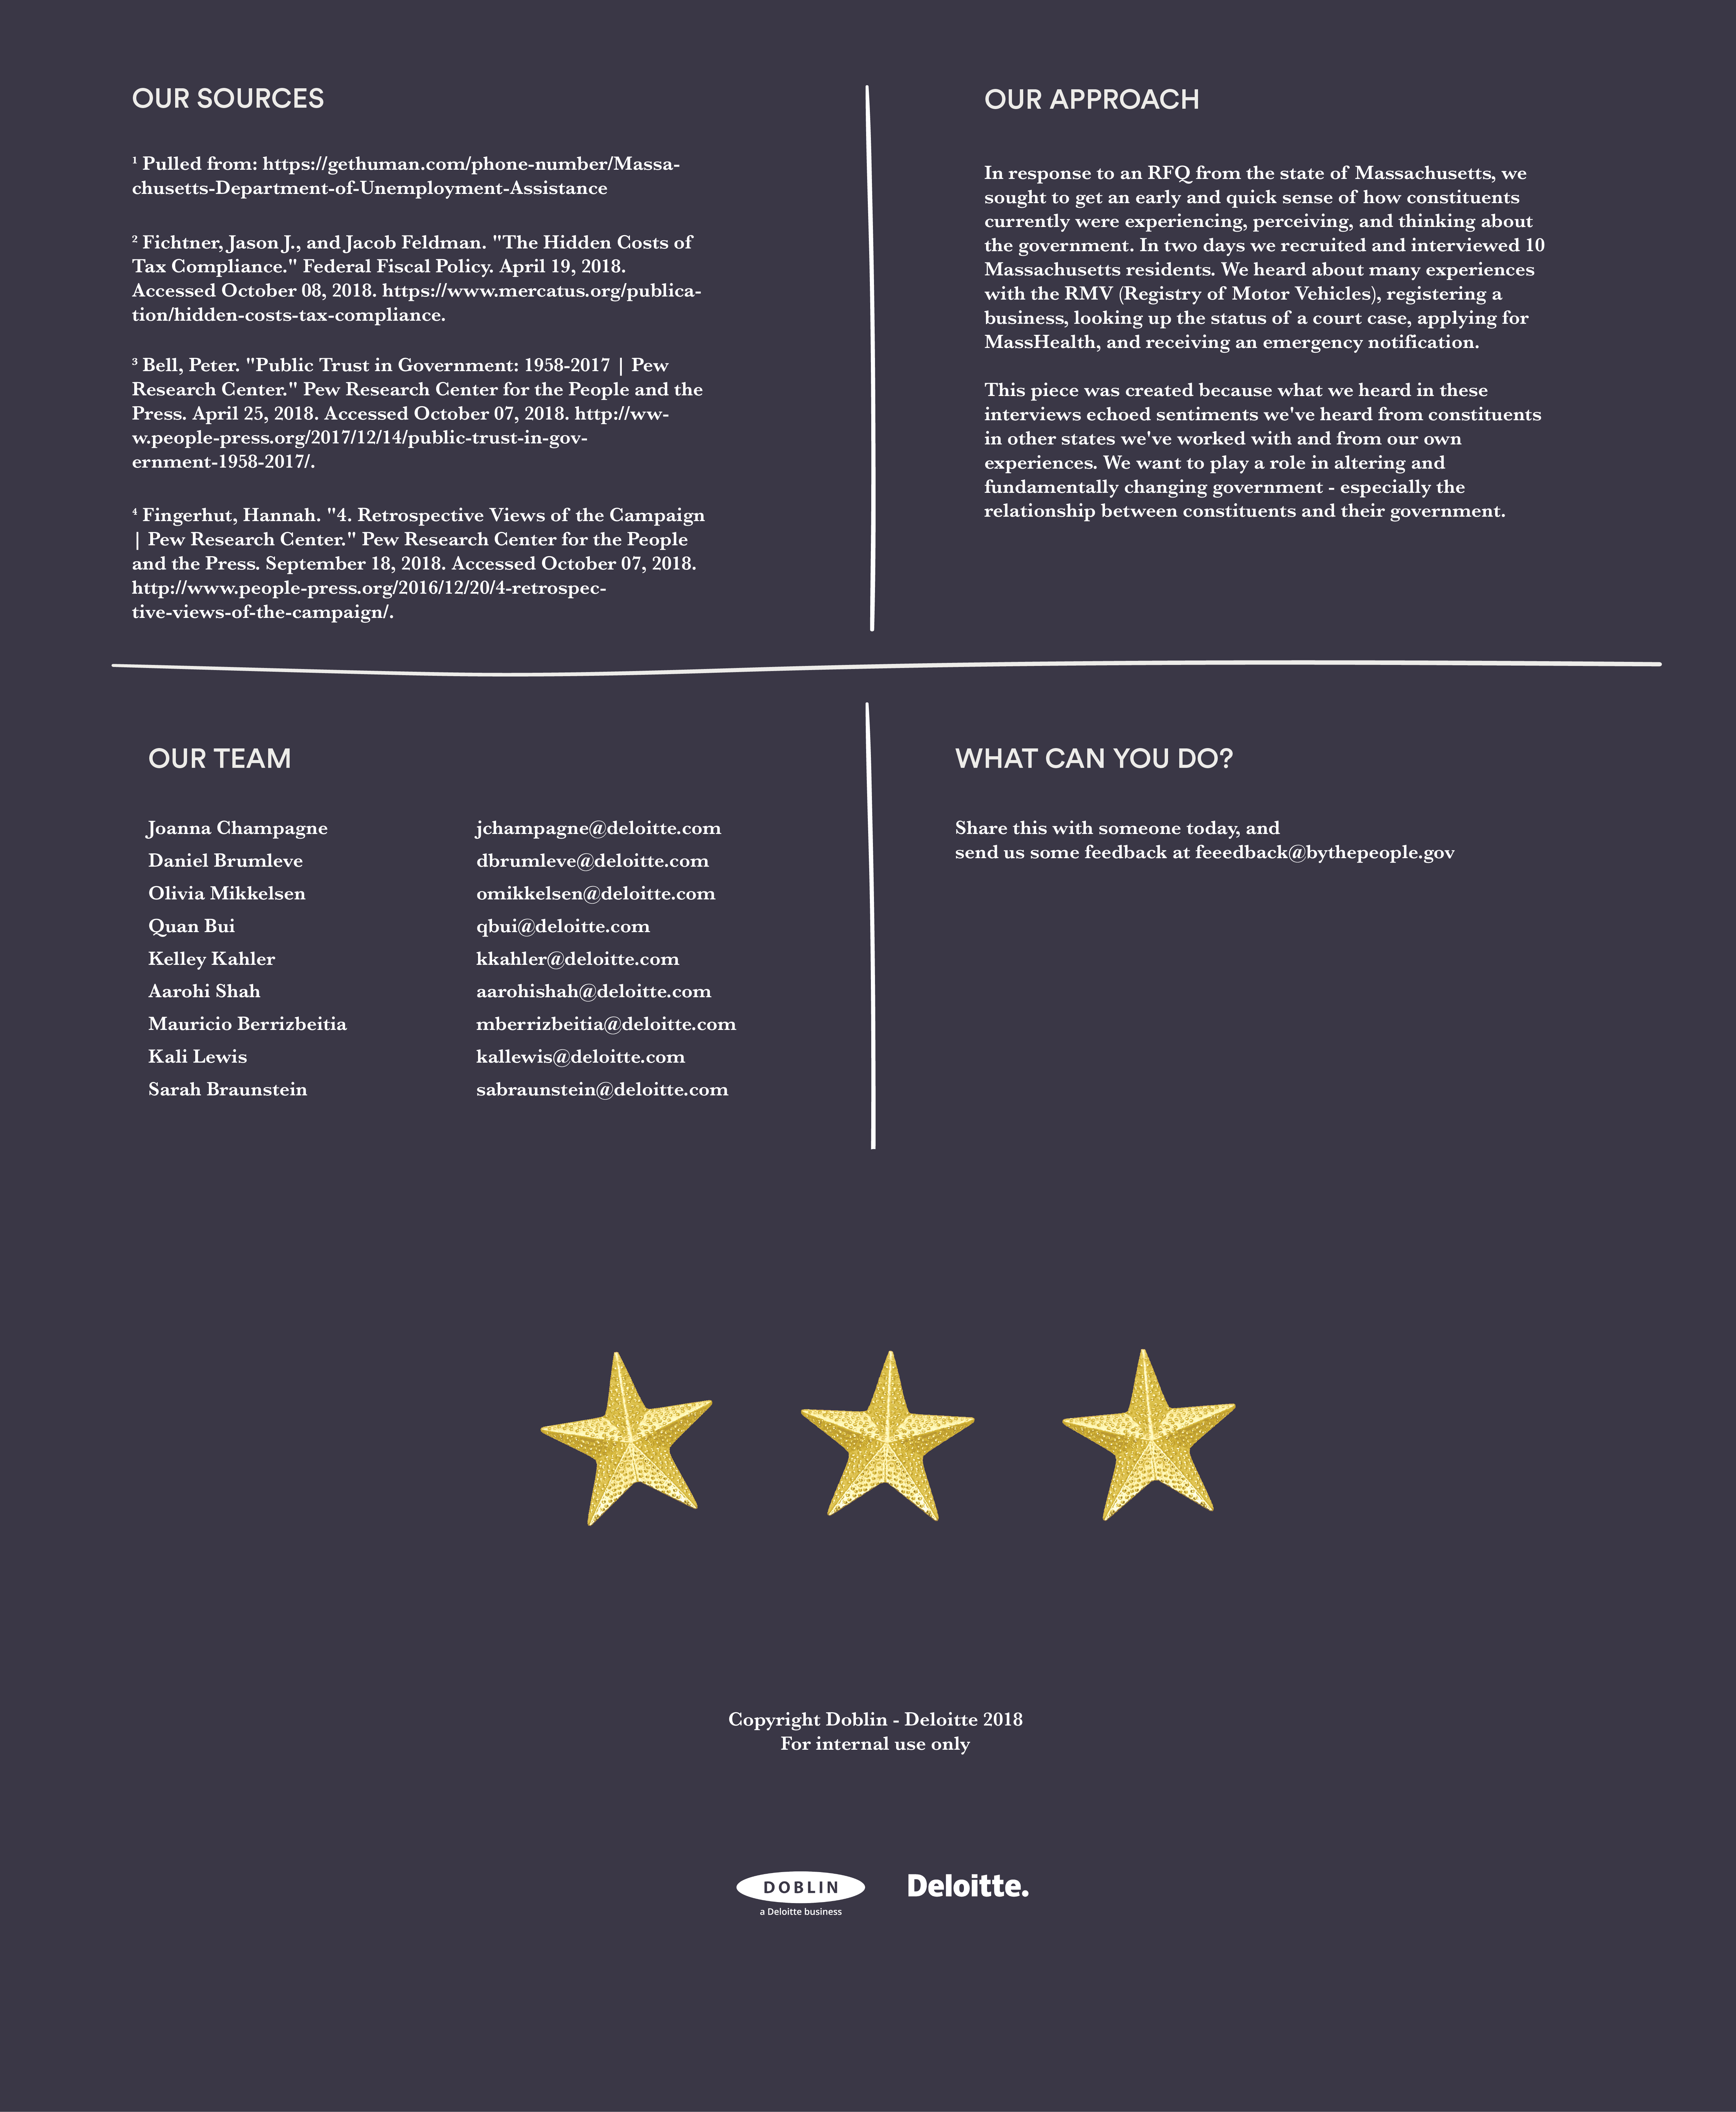 OUR SOURCES
¹ Pulled from: https://gethuman.com/phone-number/Massa-
chusetts-Department-of-Unemployment-Assistance
² Fichtner, Jason J., and Jacob Feldman. "The Hidden Costs of
Tax Compliance." Federal Fiscal Policy. April 19, 2018.
Accessed October 08, 2018. https://www.mercatus.org/publica-
tion/hidden-costs-tax-compliance.
³ Bell, Peter. "Public Trust in Government: 1958-2017 | Pew
Research Center." Pew Research Center for the People and the
Press. April 25, 2018. Accessed October 07, 2018. http://ww-
w.people-press.org/2017/12/14/public-trust-in-gov-
ernment-1958-2017/.
⁴ Fingerhut, Hannah. "4. Retrospective Views of the Campaign
| Pew Research Center." Pew Research Center for the People
and the Press. September 18, 2018. Accessed October 07, 2018.
http://www.people-press.org/2016/12/20/4-retrospec-
tive-views-of-the-campaign/.
OUR APPROACH
In response to an RFQ from the state of Massachusetts, we
sought to get an early and quick sense of how constituents
currently were experiencing, perceiving, and thinking about
the government. In two days we recruited and interviewed 10
Massachusetts residents. We heard about many experiences
with the RMV (Registry of Motor Vehicles), registering a
business, looking up the status of a court case, applying for
MassHealth, and receiving an emergency notification.
This piece was created because what we heard in these
interviews echoed sentiments we've heard from constituents
in other states we've worked with and from our own
experiences. We want to play a role in altering and
fundamentally changing government - especially the
relationship between constituents and their government.
OUR TEAM
Joanna Champagne jchampagne@deloitte.com
Daniel Brumleve dbrumleve@deloitte.com
Olivia Mikkelsen omikkelsen@deloitte.com
Quan Bui qbui@deloitte.com
Kelley Kahler kkahler@deloitte.com
Aarohi Shah aarohishah@deloitte.com
Mauricio Berrizbeitia mberrizbeitia@deloitte.com
Kali Lewis kallewis@deloitte.com
Sarah Braunstein sabraunstein@deloitte.com
WHAT CAN YOU DO?
Share this with someone today, and
send us some feedback at feeedback@bythepeople.gov
Copyright Doblin - Deloitte 2018
For internal use only
DOBLIN
a Deloitte business
Deloitte.